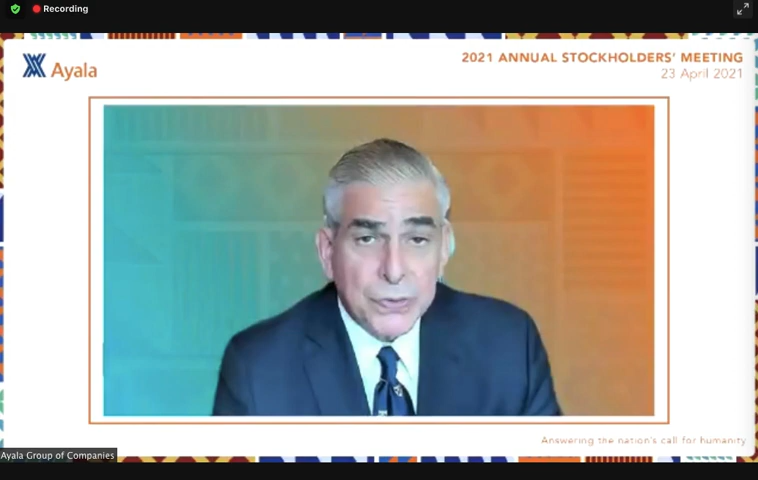 Recording
Ayala
2021 ANNUAL STOCKHOLDERS' MEETING
23 April 2021
Answering the nation's call for humanity
Ayala Group of Companies